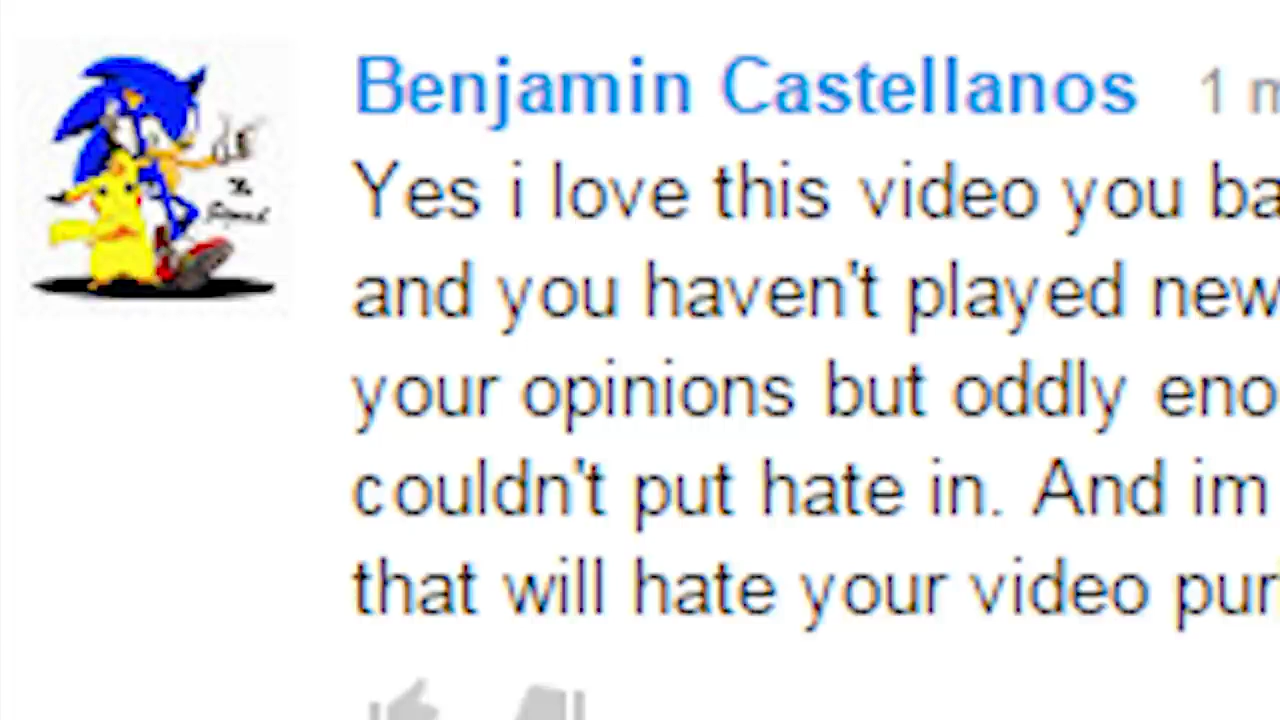 Benjamin Castellanos 1 m
Yes i love this video you ba
and you haven't played new
your opinions but oddly eno
couldn't put hate in. And im
that will hate your video pur